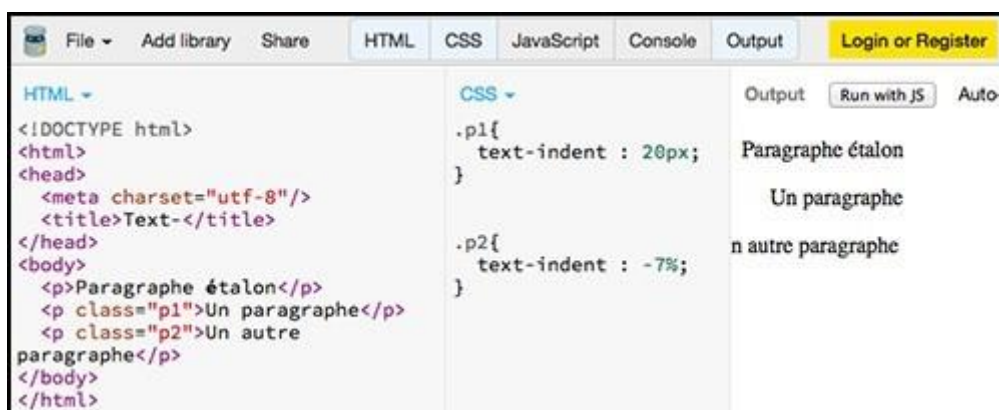 File Add library Share HTML CSS JavaScript Console Output Login or Register
HTML
<!DOCTYPE html>
<html>
<head>
<meta charset="utf-8"/>
<title>Text-</title>
</head>
<body>
<p>Paragraphe étalon</p>
<p class="p1">Un paragraphe</p>
<p class="p2">Un autre
paragraphe</p>
</body>
</html>
CSS
.p1{
text-indent : 20px;
}
.p2{
text-indent : -7%;
}
Output Run with JS Auto-
Paragraphe étalon
Un paragraphe
n autre paragraphe